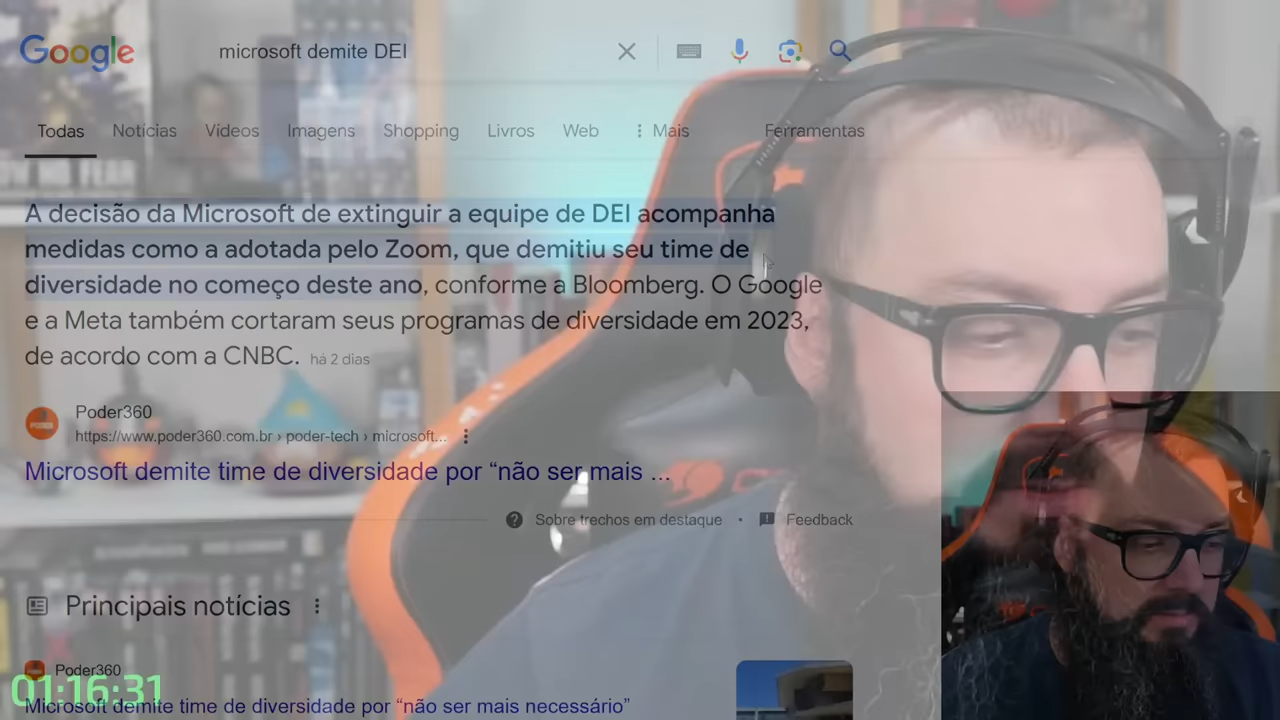 Google
microsoft demite DEI
Todas Notícias Vídeos Imagens Shopping Livros Web Mais Ferramentas
A decisão da Microsoft de extinguir a equipe de DEI acompanha
medidas como a adotada pelo Zoom, que demitiu seu time de
diversidade no começo deste ano, conforme a Bloomberg. O Google
e a Meta também cortaram seus programas de diversidade em 2023,
de acordo com a CNBC. há 2 dias
Poder360
https://www.poder360.com.br › poder-tech › microsoft...
Microsoft demite time de diversidade por “não ser mais ...
Sobre trechos em destaque • Feedback
Principais notícias
Poder360
01:16:31
Microsoft demite time de diversidade por “não ser mais necessário”